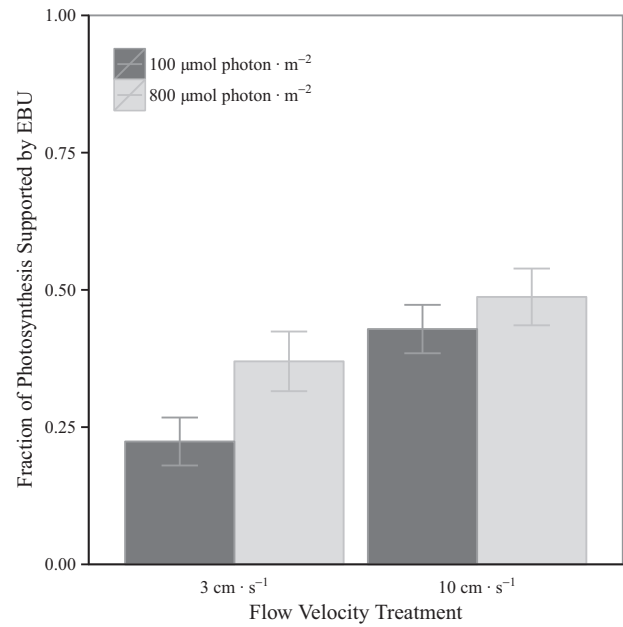 1.00
100 μmol photon · m⁻²
800 μmol photon · m⁻²
0.75
0.50
0.25
0.00
Fraction of Photosynthesis Supported by EBU
3 cm · s⁻¹ 10 cm · s⁻¹
Flow Velocity Treatment